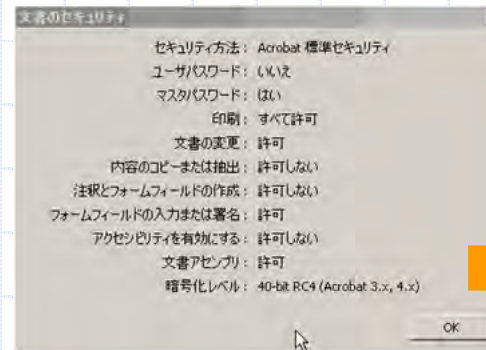 文書のセキュリティ
セキュリティ方法： Acrobat 標準セキュリティ
ユーザパスワード： いいえ
マスタパスワード： はい
印刷： すべて許可
文書の変更： 許可
内容のコピーまたは抽出： 許可しない
注釈とフォームフィールドの作成： 許可しない
フォームフィールドの入力または署名： 許可
アクセシビリティを有効にする： 許可しない
文書アセンブリ： 許可
暗号化レベル： 40-bit RC4 (Acrobat 3.x, 4.x)
OK